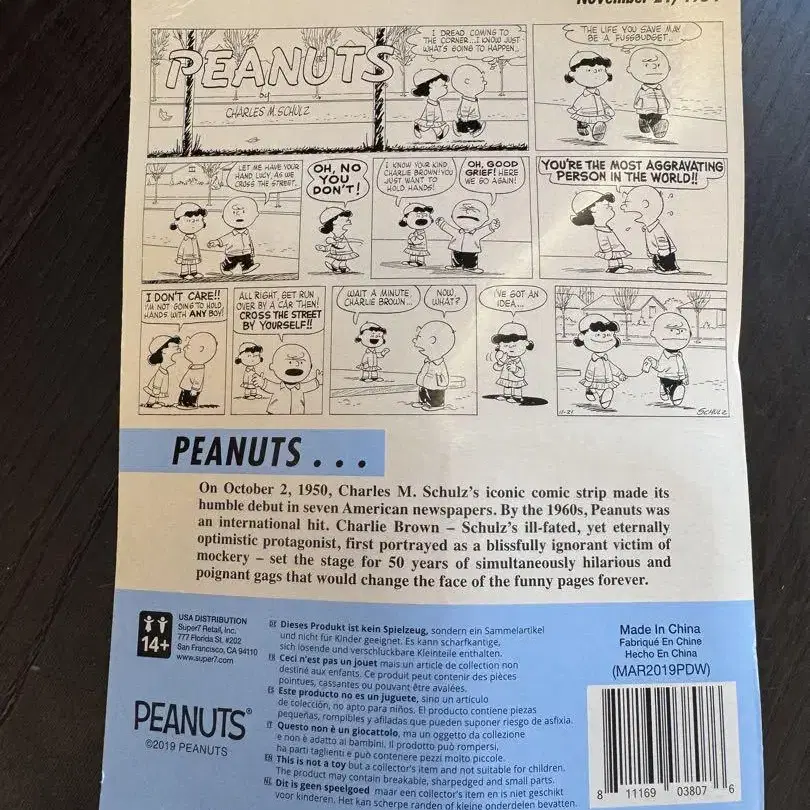 PEANUTS
by
CHARLES M. SCHULZ
I DREAD COMING TO
THE CORNER...I KNOW JUST
WHAT'S GOING TO HAPPEN..
THE LIFE YOU SAVE MAY
BE A FUSSBUDGET..
LET ME HAVE YOUR
HAND LUCY, AS WE
CROSS THE STREET.
OH, NO
YOU
DON'T!
I KNOW YOUR KIND
CHARLIE BROWN! YOU
JUST WANT TO
HOLD HANDS!
OH, GOOD
GRIEF! HERE
WE GO AGAIN!
YOU'RE THE MOST AGGRAVATING
PERSON IN THE WORLD!!
I DON'T CARE!!
I'M NOT GOING TO HOLD
HANDS WITH ANY BOY!
ALL RIGHT, GET RUN
OVER BY A CAR THEN!
CROSS THE STREET
BY YOURSELF!!
WAIT A MINUTE,
CHARLIE BROWN...
NOW,
WHAT?
I'VE GOT AN
IDEA...
11-21
SCHULZ
PEANUTS...
On October 2, 1950, Charles M. Schulz's iconic comic strip made its
humble debut in seven American newspapers. By the 1960s, Peanuts was
an international hit. Charlie Brown – Schulz's ill-fated, yet eternally
optimistic protagonist, first portrayed as a blissfully ignorant victim of
mockery – set the stage for 50 years of simultaneously hilarious and
poignant gags that would change the face of the funny pages forever.
14+
USA DISTRIBUTION
Super7 Retail, Inc.
777 Florida St. #202
San Francisco, CA 94110
www.super7.com
PEANUTS®
©2019 PEANUTS
Dieses Produkt ist kein Spielzeug, sondern ein Sammelartikel
und nicht für Kinder geeignet. Es kann scharfkantige,
sich lösende und verschluckbare Kleinteile enthalten.
Ceci n'est pas un jouet mais un article de collection non
destiné aux enfants. Ce produit peut contenir des pièces
pointues, cassantes ou pouvant être avalées.
Este producto no es un juguete, sino un artículo
de colección, no apto para niños. El producto contiene piezas
pequeñas, rompibles y afiladas que pueden suponer riesgo de asfixia.
IT Questo non è un giocattolo, ma un oggetto da collezione
e non è adatto ai bambini. Il prodotto può rompersi,
ha parti taglienti e può contenere pezzi molto piccole.
This is not a toy but a collector's item and not suitable for children.
The product may contain breakable, sharpedged and small parts.
Dit is geen speelgoed maar een collector's item en is niet geschikt
voor kinderen. Het kan scherpe randen of kleine onderdelen bevatten.
Made In China
Fabriqué En Chine
Hecho En China
(MAR2019PDW)
8 11169 03807 6